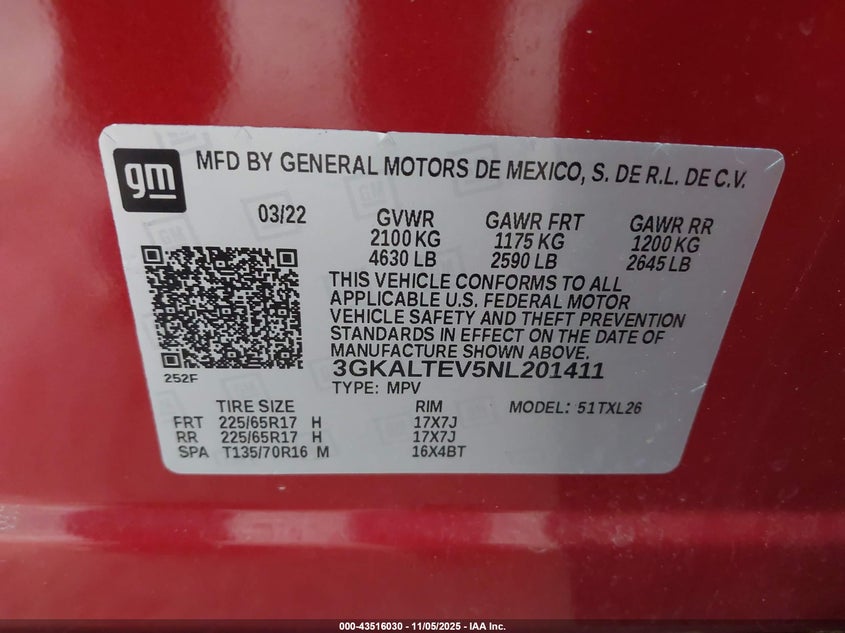 gm
MFD BY GENERAL MOTORS DE MEXICO, S. DE R.L. DE C.V.
03/22 GVWR GAWR FRT GAWR RR
2100 KG 1175 KG 1200 KG
4630 LB 2590 LB 2645 LB
THIS VEHICLE CONFORMS TO ALL
APPLICABLE U.S. FEDERAL MOTOR
VEHICLE SAFETY AND THEFT PREVENTION
STANDARDS IN EFFECT ON THE DATE OF
MANUFACTURE SHOWN ABOVE.
252F 3GKALTEV5NL201411
TYPE: MPV
TIRE SIZE RIM MODEL: 51TXL26
FRT 225/65R17 H 17X7J
RR 225/65R17 H 17X7J
SPA T135/70R16 M 16X4BT
000-43516030 - 11/05/2025 - IAA Inc.